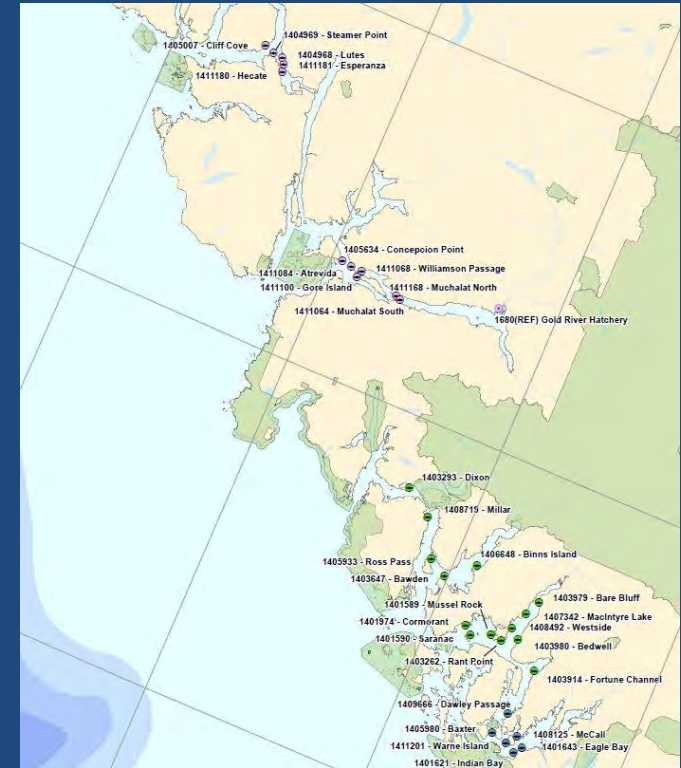 1404969 - Steamer Point
1405007 - Cliff Cove
1404968 - Lutes
1411181 - Esperanza
1411180 - Hecate
1405634 - Concepcion Point
1411084 - Atrevida
1411068 - Williamson Passage
1411100 - Gore Island
1411168 - Muchalat North
1411064 - Muchalat South
1680(REF) Gold River Hatchery
1403293 - Dixon
1408719 - Millar
1406648 - Binns Island
1405933 - Ross Pass
1403647 - Bawden
1403979 - Bare Bluff
1401589 - Mussel Rock
1407342 - MacIntyre Lake
1401974 - Cormorant
1408492 - Westside
1401590 - Saranac
1403980 - Bedwell
1403262 - Rant Point
1403914 - Fortune Channel
1409666 - Dawley Passage
1405980 - Baxter
1408125 - McCall
1411201 - Warne Island
1401643 - Eagle Bay
1401621 - Indian Bay